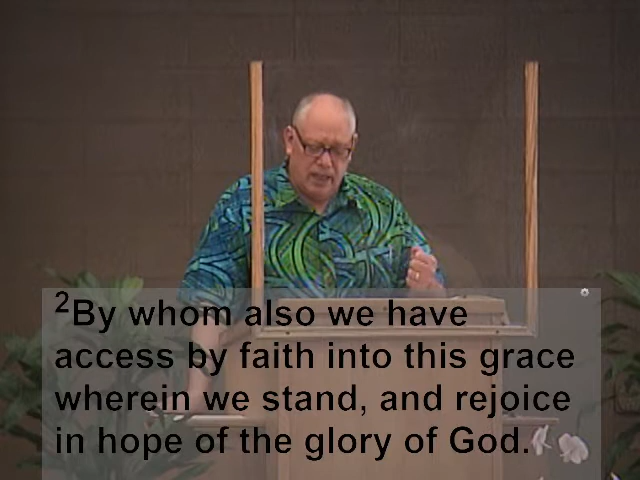 ²By whom also we have
access by faith into this grace
wherein we stand, and rejoice
in hope of the glory of God.